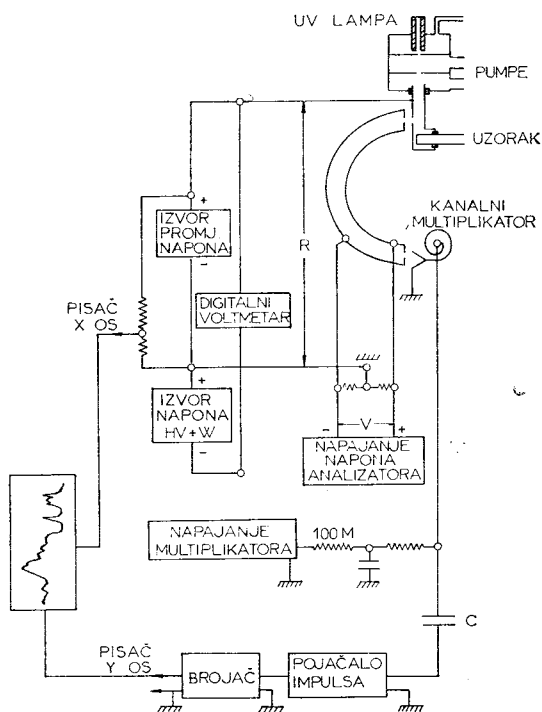 UV LAMPA
PUMPE
UZORAK
KANALNI
MULTIPLIKATOR
+
IZVOR
PROMJ.
NAPONA
-
R
DIGITALNI
VOLTMETAR
PISAČ
X OS
+
IZVOR
NAPONA
HV+W
-
- V +
NAPAJANJE
NAPONA
ANALIZATORA
NAPAJANJE
MULTIPLIKATORA
100 M
C
PISAČ
Y OS
BROJAČ
POJAČALO
IMPULSA